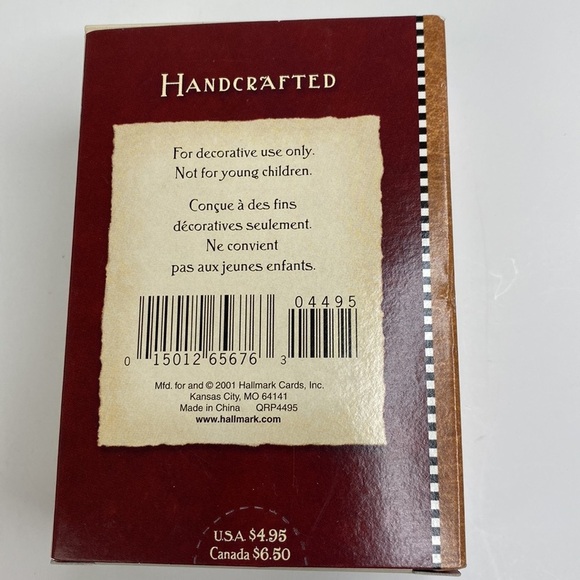 HANDCRAFTED
For decorative use only.
Not for young children.
Conçue à des fins
décoratives seulement.
Ne convient
pas aux jeunes enfants.
04495
0 15012 65676 3
Mfd. for and © 2001 Hallmark Cards, Inc.
Kansas City, MO 64141
Made in China QRP4495
www.hallmark.com
U.S.A. $4.95
Canada $6.50